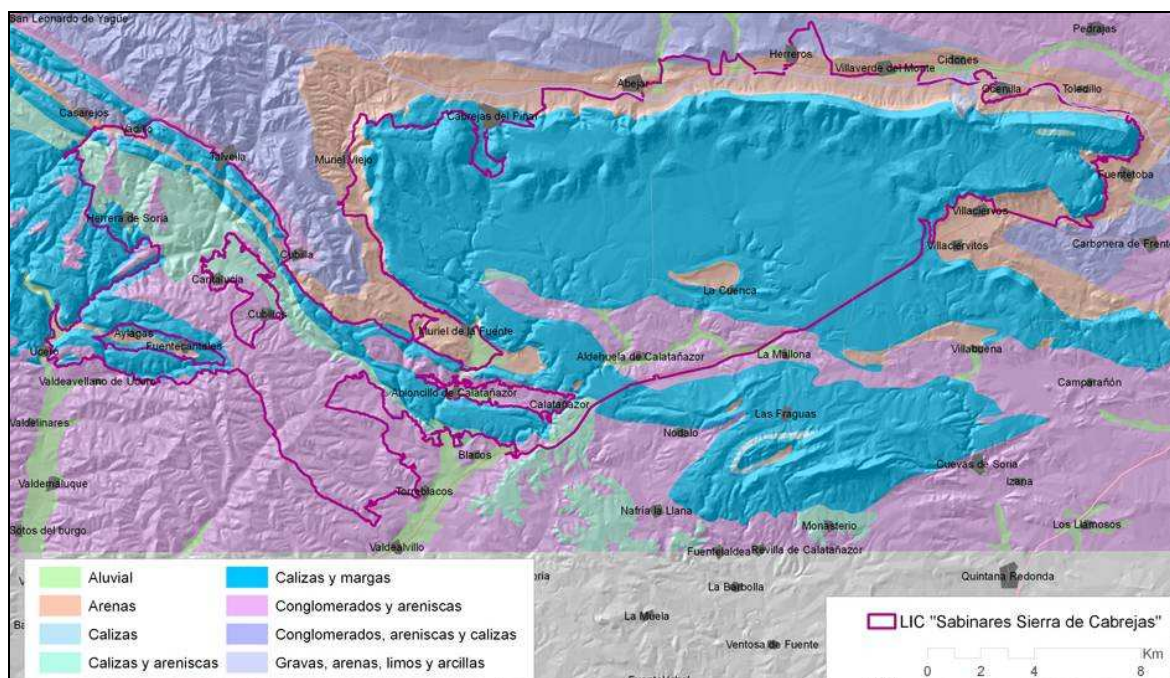 San Leonardo de Yagüe
Pedrajas
Herreros
Cidones
Villaverde del Monte
Abejar
Ocenilla
Toledillo
Casarejos
Cabrejas del Pinar
Vadillo
Talveila
Muriel Viejo
Fuentetoba
Villaciervos
Herrera de Soria
Villaciervitos
Carbonera de Frente
Cubilla
Cantalucia
La Cuenca
Cubillos
Muriel de la Fuente
Aylagas
Fuentecantales
Villabuena
Ucero
Aldehuela de Calatañazor
La Mallona
Valdeavellano de Ucero
Camparañón
Abioncillo de Calatañazor
Calatañazor
Las Fraguas
Valdelinares
Nodalo
Blacos
Cuevas de Soria
Valdemaluque
Izana
Torreblacos
Nafría la Llana
Monasterio
Los Llamosos
Sotos del burgo
Valdealvillo
Fuentelaldea
Revilla de Calatañazor
Quintana Redonda
La Barbolla
La Muela
Ventosa de Fuente
Aluvial
Arenas
Calizas
Calizas y areniscas
Calizas y margas
Conglomerados y areniscas
Conglomerados, areniscas y calizas
Gravas, arenas, limos y arcillas
LIC "Sabinares Sierra de Cabrejas"
Km
0 2 4 8